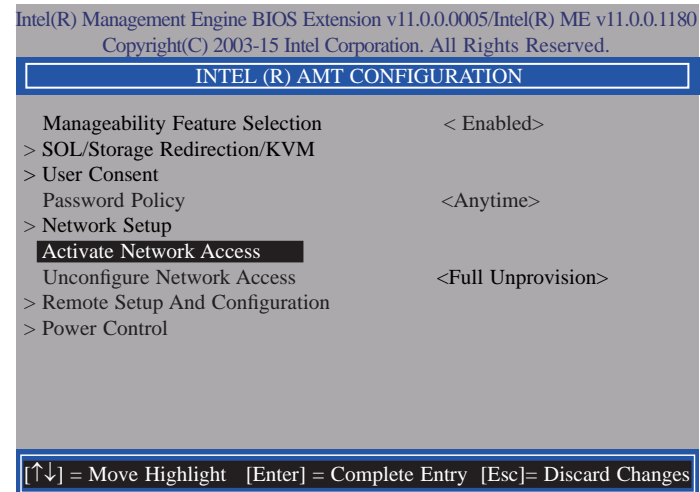 Intel(R) Management Engine BIOS Extension v11.0.0.0005/Intel(R) ME v11.0.0.1180
Copyright(C) 2003-15 Intel Corporation. All Rights Reserved.
INTEL (R) AMT CONFIGURATION
Manageability Feature Selection < Enabled>
> SOL/Storage Redirection/KVM
> User Consent
Password Policy <Anytime>
> Network Setup
Activate Network Access
Unconfigure Network Access <Full Unprovision>
> Remote Setup And Configuration
> Power Control
[↑↓] = Move Highlight [Enter] = Complete Entry [Esc]= Discard Changes